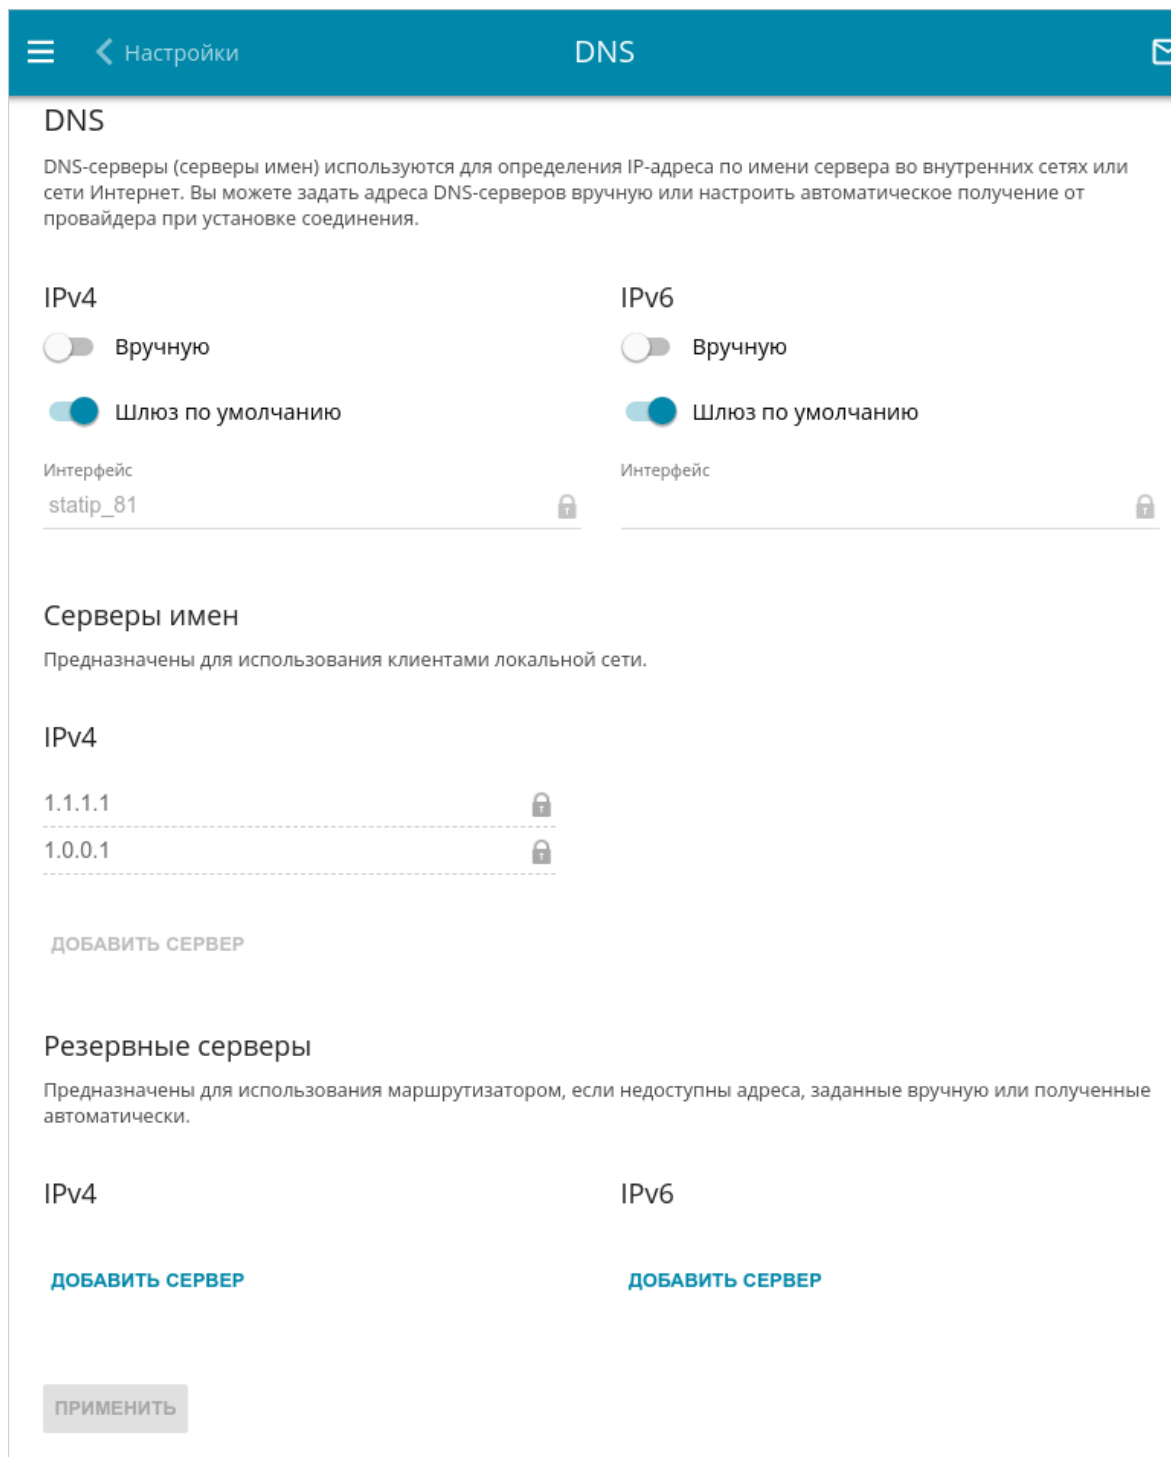 Настройки
DNS
DNS
DNS-серверы (серверы имен) используются для определения IP-адреса по имени сервера во внутренних сетях или
сети Интернет. Вы можете задать адреса DNS-серверов вручную или настроить автоматическое получение от
провайдера при установке соединения.
IPv4
Вручную
Шлюз по умолчанию
Интерфейс
statip_81
IPv6
Вручную
Шлюз по умолчанию
Интерфейс
Серверы имен
Предназначены для использования клиентами локальной сети.
IPv4
1.1.1.1
1.0.0.1
ДОБАВИТЬ СЕРВЕР
Резервные серверы
Предназначены для использования маршрутизатором, если недоступны адреса, заданные вручную или полученные
автоматически.
IPv4
ДОБАВИТЬ СЕРВЕР
IPv6
ДОБАВИТЬ СЕРВЕР
ПРИМЕНИТЬ